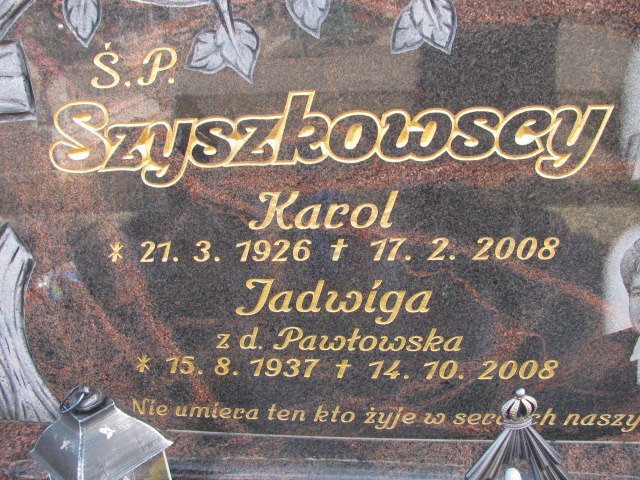 Ś.P.
Szyszkowscy
Karol
* 21. 3. 1926 ✝ 17. 2. 2008
Jadwiga
z d. Pawłowska
* 15. 8. 1937 ✝ 14. 10. 2008
Nie umiera ten kto żyje w